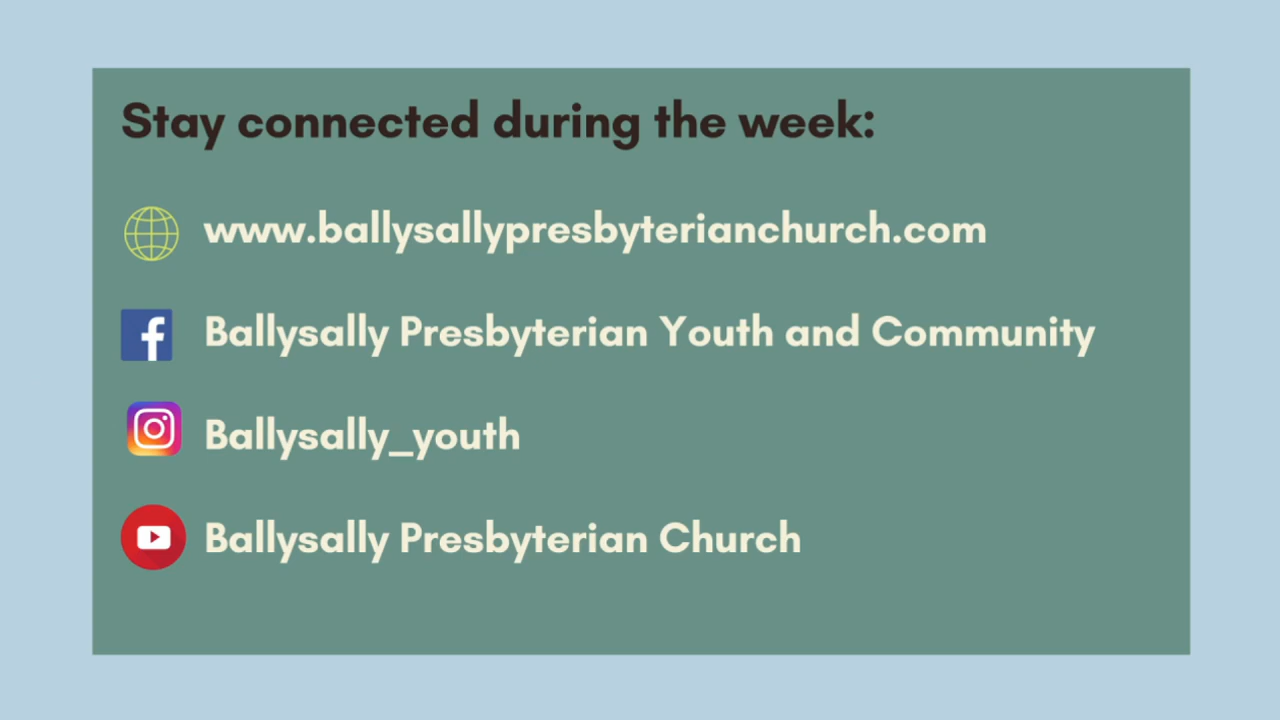 Stay connected during the week:
www.ballysallypresbyterianchurch.com
Ballysally Presbyterian Youth and Community
Ballysally_youth
Ballysally Presbyterian Church